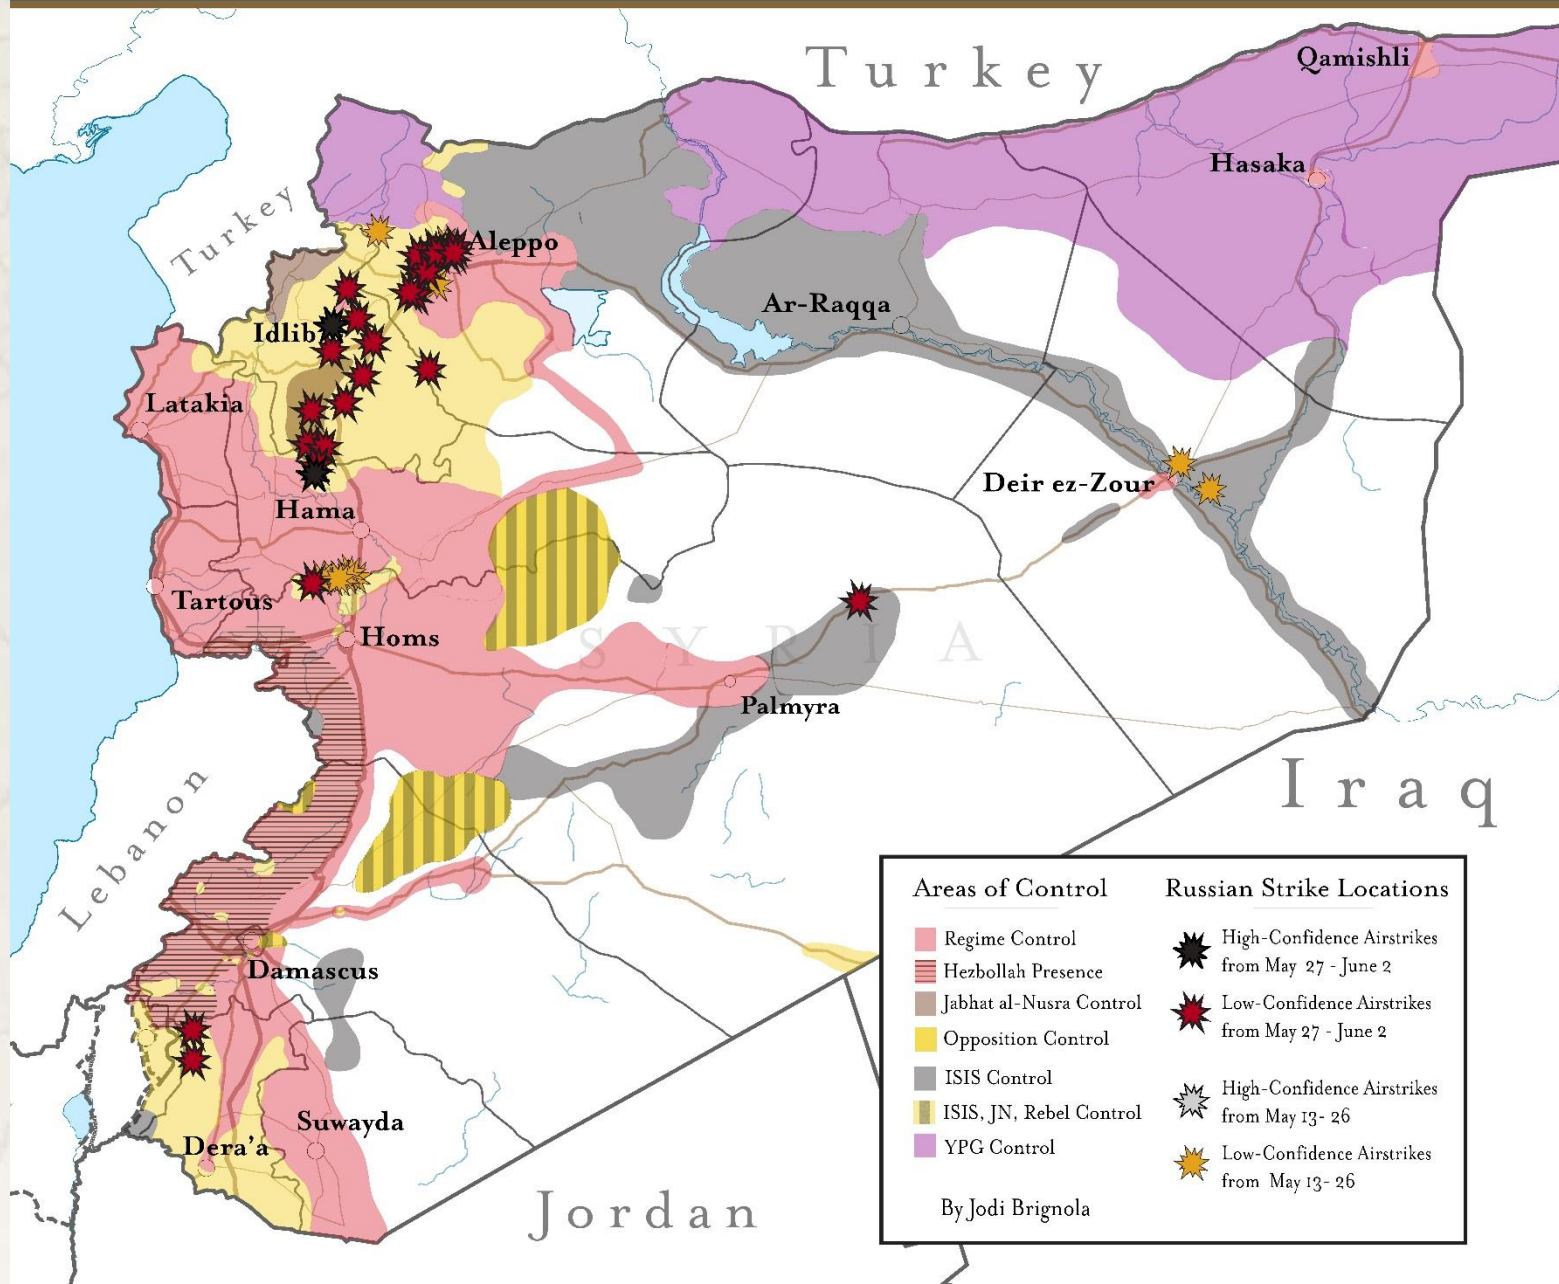 Turkey
Qamishli
Hasaka
Turkey
Aleppo
Ar-Raqqa
Idlib
Latakia
Deir ez-Zour
Hama
Tartous
Homs
SYRIA
Palmyra
Lebanon
Iraq
Damascus
Suwayda
Dera'a
Jordan
Areas of Control
Regime Control
Hezbollah Presence
Jabhat al-Nusra Control
Opposition Control
ISIS Control
ISIS, JN, Rebel Control
YPG Control
By Jodi Brignola
Russian Strike Locations
High-Confidence Airstrikes
from May 27 - June 2
Low-Confidence Airstrikes
from May 27 - June 2
High-Confidence Airstrikes
from May 13- 26
Low-Confidence Airstrikes
from May 13- 26